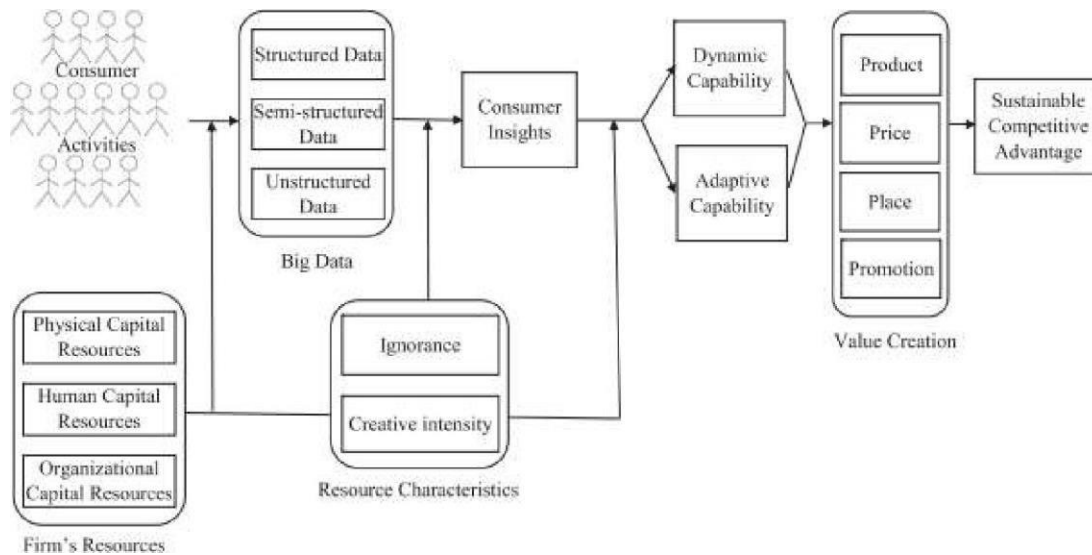 Consumer
Activities
Structured Data
Semi-structured
Data
Unstructured
Data
Big Data
Consumer
Insights
Dynamic
Capability
Adaptive
Capability
Product
Price
Place
Promotion
Value Creation
Sustainable
Competitive
Advantage
Physical Capital
Resources
Human Capital
Resources
Organizational
Capital Resources
Firm's Resources
Ignorance
Creative intensity
Resource Characteristics